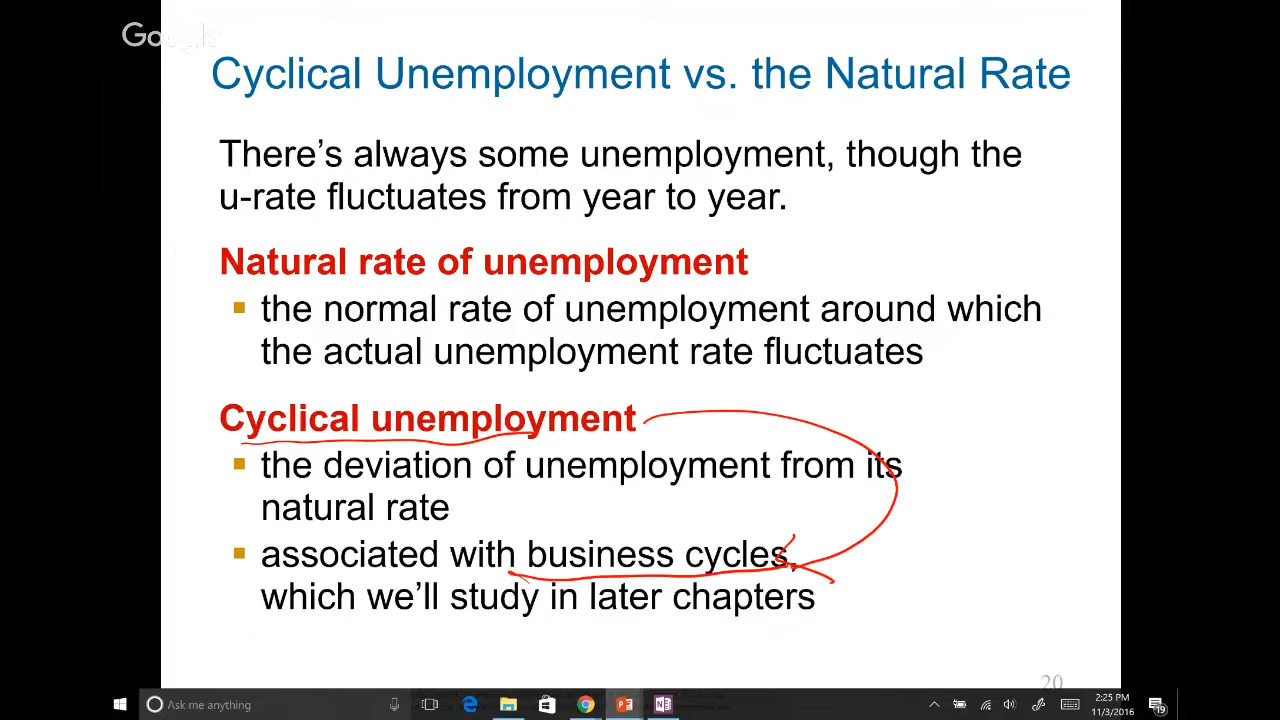 Google
Cyclical Unemployment vs. the Natural Rate
There's always some unemployment, though the
u-rate fluctuates from year to year.
Natural rate of unemployment
the normal rate of unemployment around which
the actual unemployment rate fluctuates
Cyclical unemployment
the deviation of unemployment from its
natural rate
associated with business cycles,
which we'll study in later chapters
20
Ask me anything
2:25 PM
11/3/2016
19